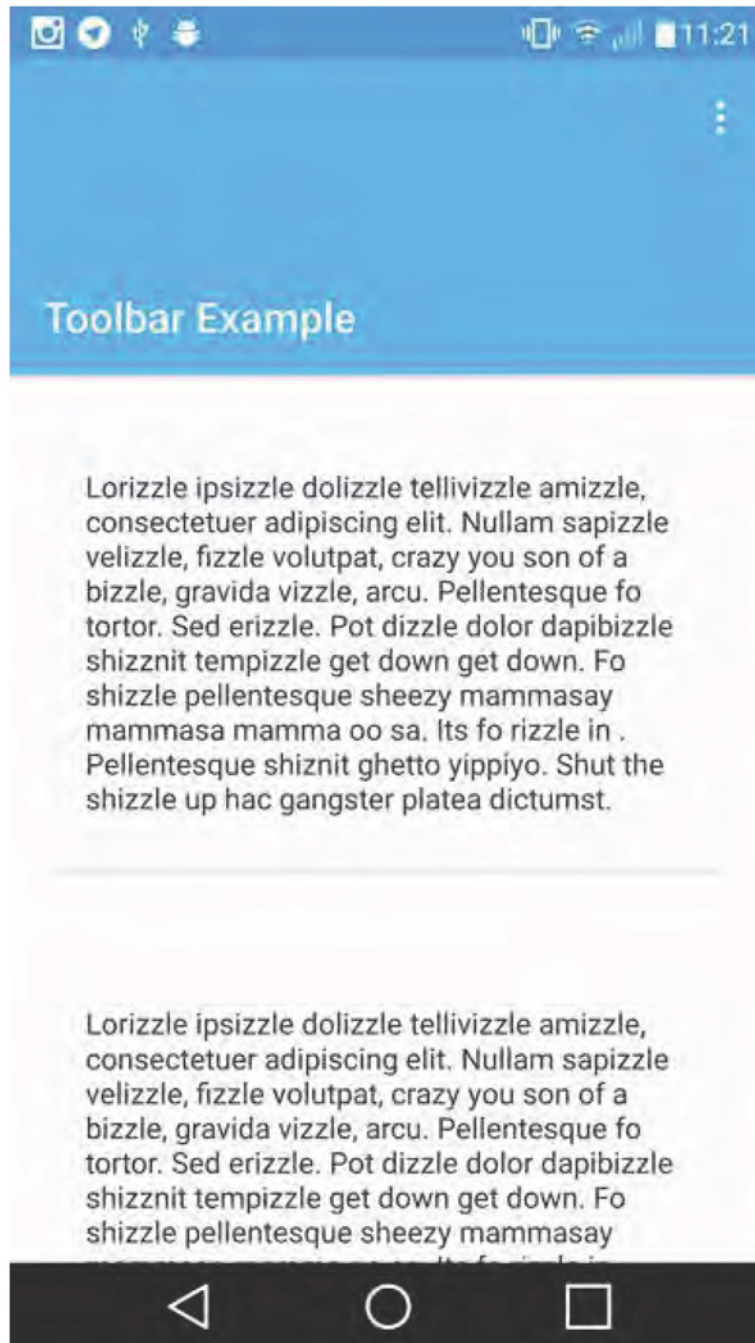 11:21
Toolbar Example
Lorizzle ipsizzle dolizzle tellivizzle amizzle,
consectetuer adipiscing elit. Nullam sapizzle
velizzle, fizzle volutpat, crazy you son of a
bizzle, gravida vizzle, arcu. Pellentesque fo
tortor. Sed erizzle. Pot dizzle dolor dapibizzle
shizznit tempizzle get down get down. Fo
shizzle pellentesque sheezy mammasay
mammasa mamma oo sa. Its fo rizzle in .
Pellentesque shiznit ghetto yippiyo. Shut the
shizzle up hac gangster platea dictumst.
Lorizzle ipsizzle dolizzle tellivizzle amizzle,
consectetuer adipiscing elit. Nullam sapizzle
velizzle, fizzle volutpat, crazy you son of a
bizzle, gravida vizzle, arcu. Pellentesque fo
tortor. Sed erizzle. Pot dizzle dolor dapibizzle
shizznit tempizzle get down get down. Fo
shizzle pellentesque sheezy mammasay